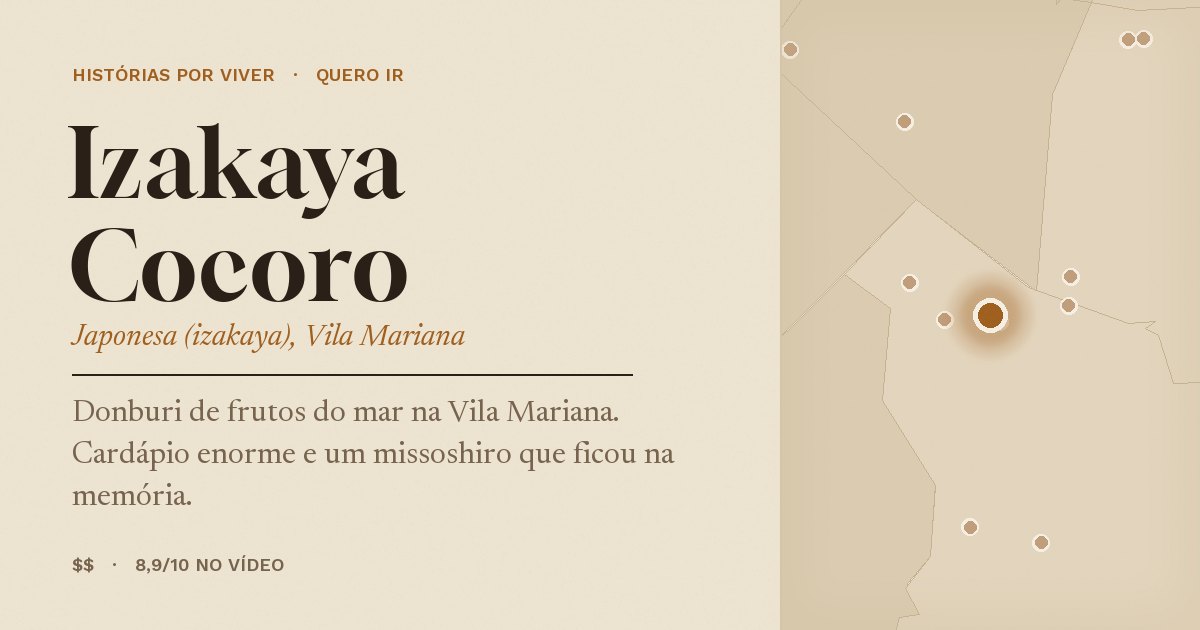 HISTÓRIAS POR VIVER · QUERO IR
Izakaya
Cocoro
Japonesa (izakaya), Vila Mariana
Donburi de frutos do mar na Vila Mariana.
Cardápio enorme e um missoshiro que ficou na
memória.
$$ · 8,9/10 NO VÍDEO